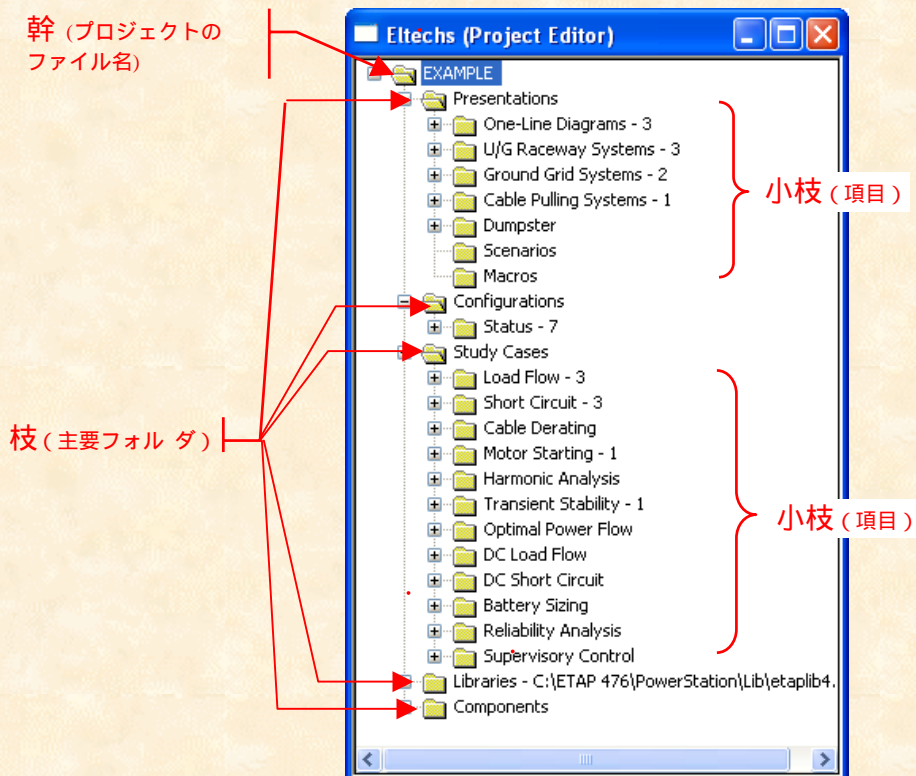 幹 (プロジェクトの
ファイル名)
Eltechs (Project Editor)
EXAMPLE
Presentations
One-Line Diagrams - 3
U/G Raceway Systems - 3
Ground Grid Systems - 2
Cable Pulling Systems - 1
Dumpster
Scenarios
Macros
小枝 (項目)
Configurations
Status - 7
Study Cases
Load Flow - 3
Short Circuit - 3
Cable Derating
Motor Starting - 1
Harmonic Analysis
Transient Stability - 1
Optimal Power Flow
DC Load Flow
DC Short Circuit
Battery Sizing
Reliability Analysis
Supervisory Control
枝 (主要フォル ダ)
小枝 (項目)
Libraries - C:\ETAP 476\PowerStation\Lib\etaplib4.
Components